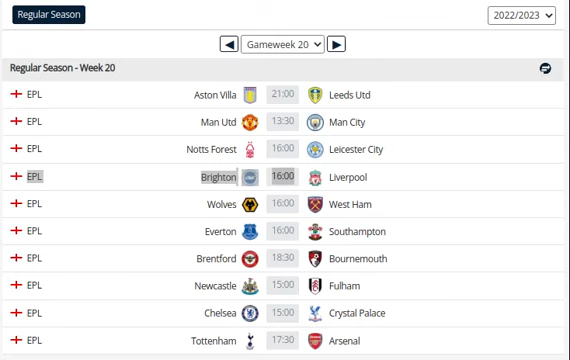 Regular Season 2022/2023
Gameweek 20
Regular Season - Week 20
EPL Aston Villa 21:00 Leeds Utd
EPL Man Utd 13:30 Man City
EPL Notts Forest 16:00 Leicester City
EPL Brighton 16:00 Liverpool
EPL Wolves 16:00 West Ham
EPL Everton 16:00 Southampton
EPL Brentford 18:30 Bournemouth
EPL Newcastle 15:00 Fulham
EPL Chelsea 15:00 Crystal Palace
EPL Tottenham 17:30 Arsenal